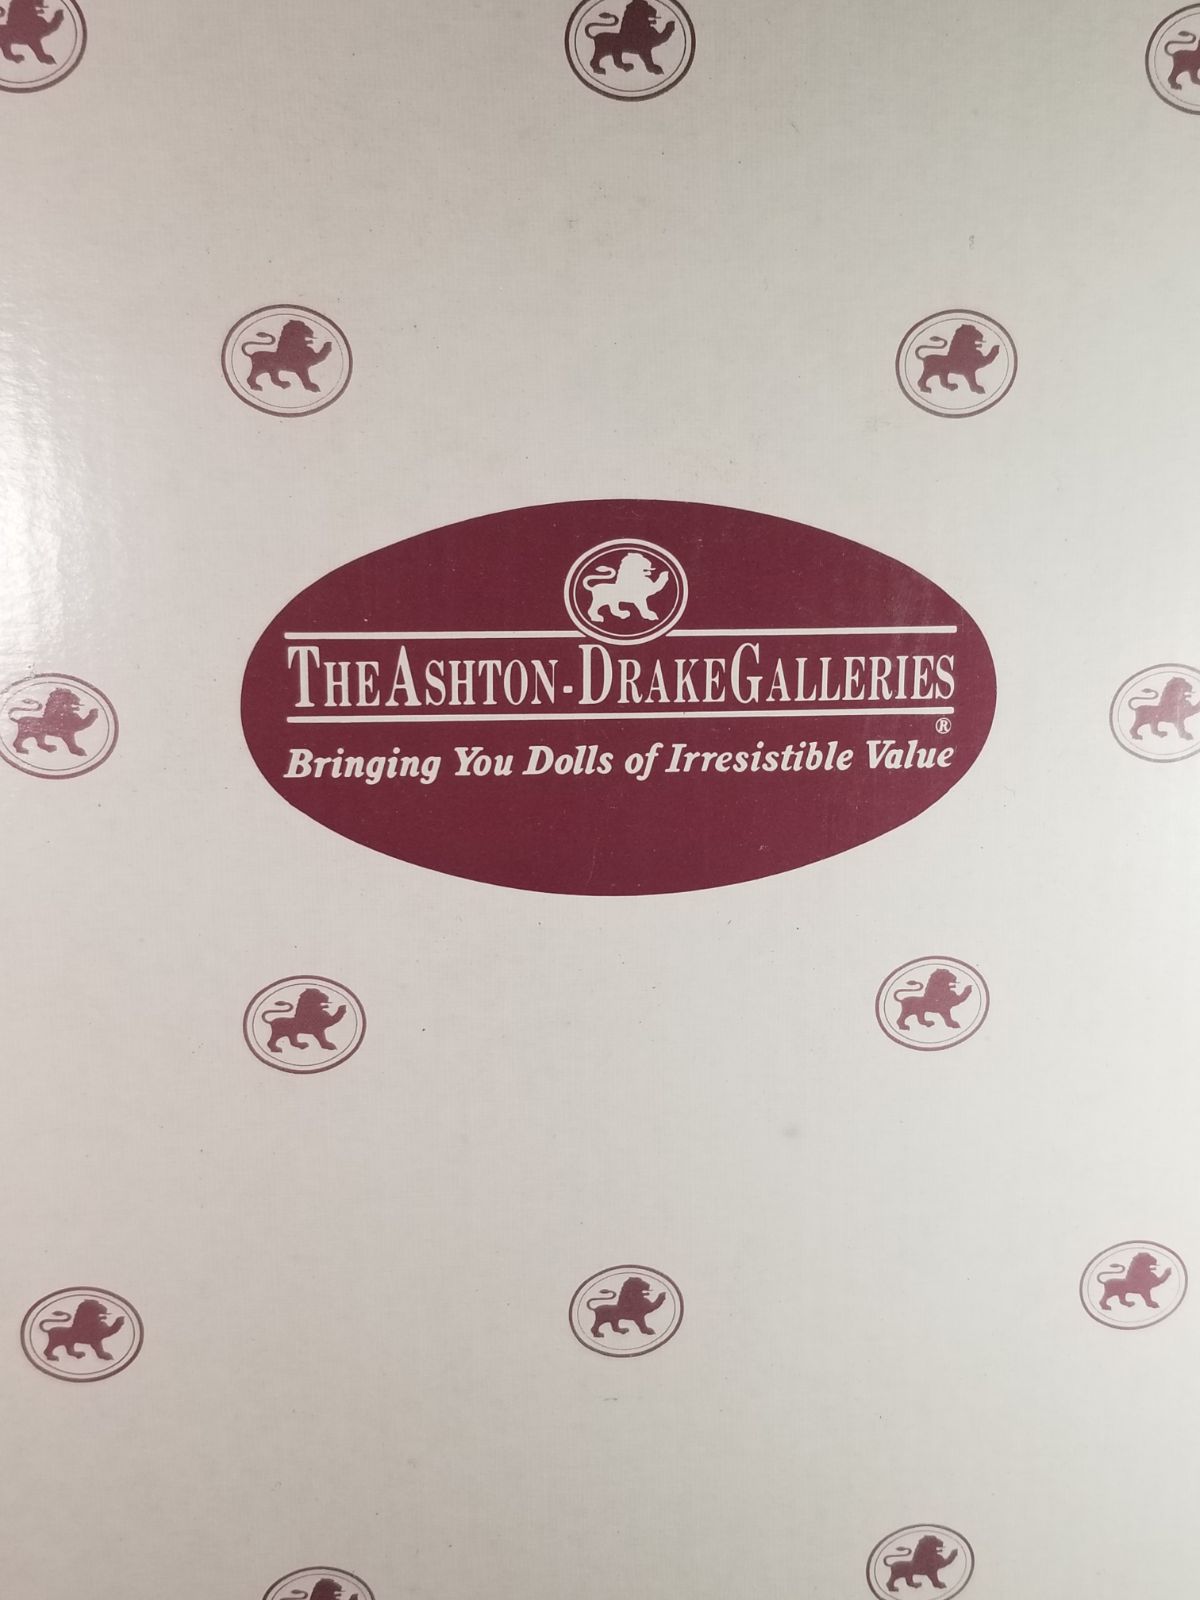 The Ashton-Drake Galleries
®
Bringing You Dolls of Irresistible Value